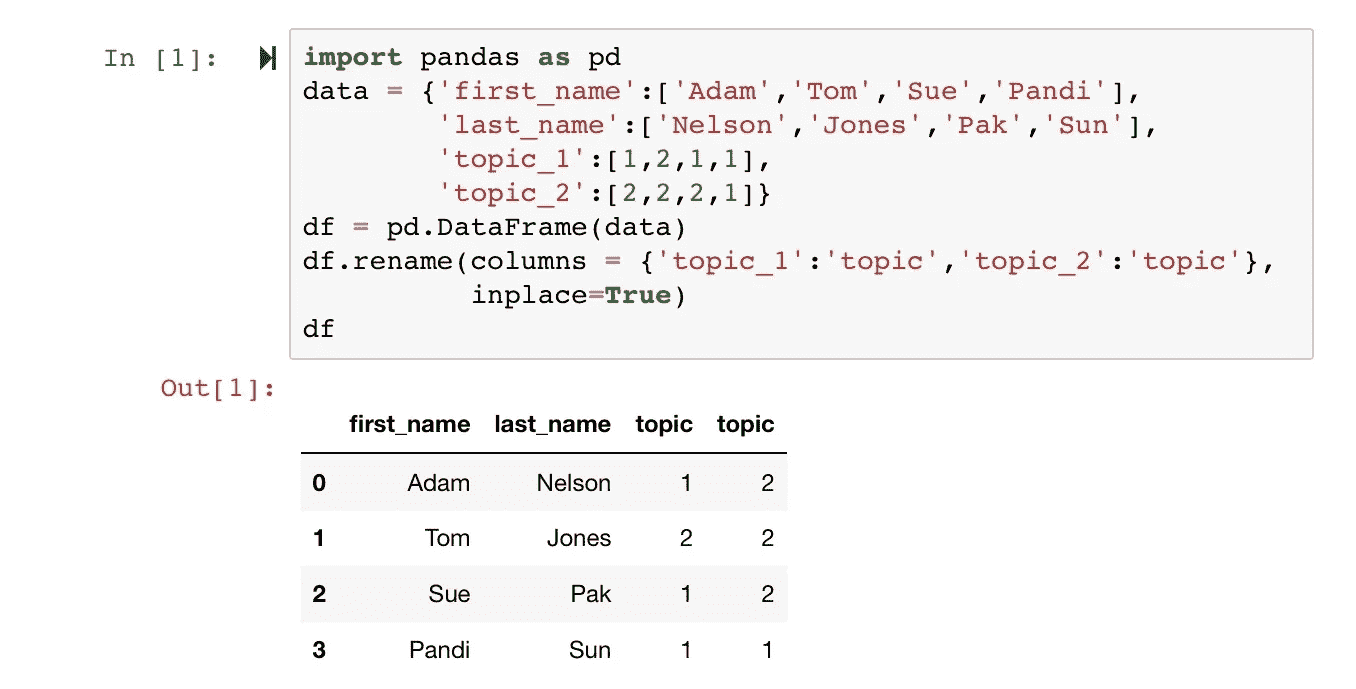 In [1]:
import pandas as pd
data = {'first_name':['Adam','Tom','Sue','Pandi'],
        'last_name':['Nelson','Jones','Pak','Sun'],
        'topic_1':[1,2,1,1],
        'topic_2':[2,2,2,1]}
df = pd.DataFrame(data)
df.rename(columns = {'topic_1':'topic','topic_2':'topic'},
          inplace=True)
df
Out[1]:
first_name last_name topic topic
0 Adam Nelson 1 2
1 Tom Jones 2 2
2 Sue Pak 1 2
3 Pandi Sun 1 1